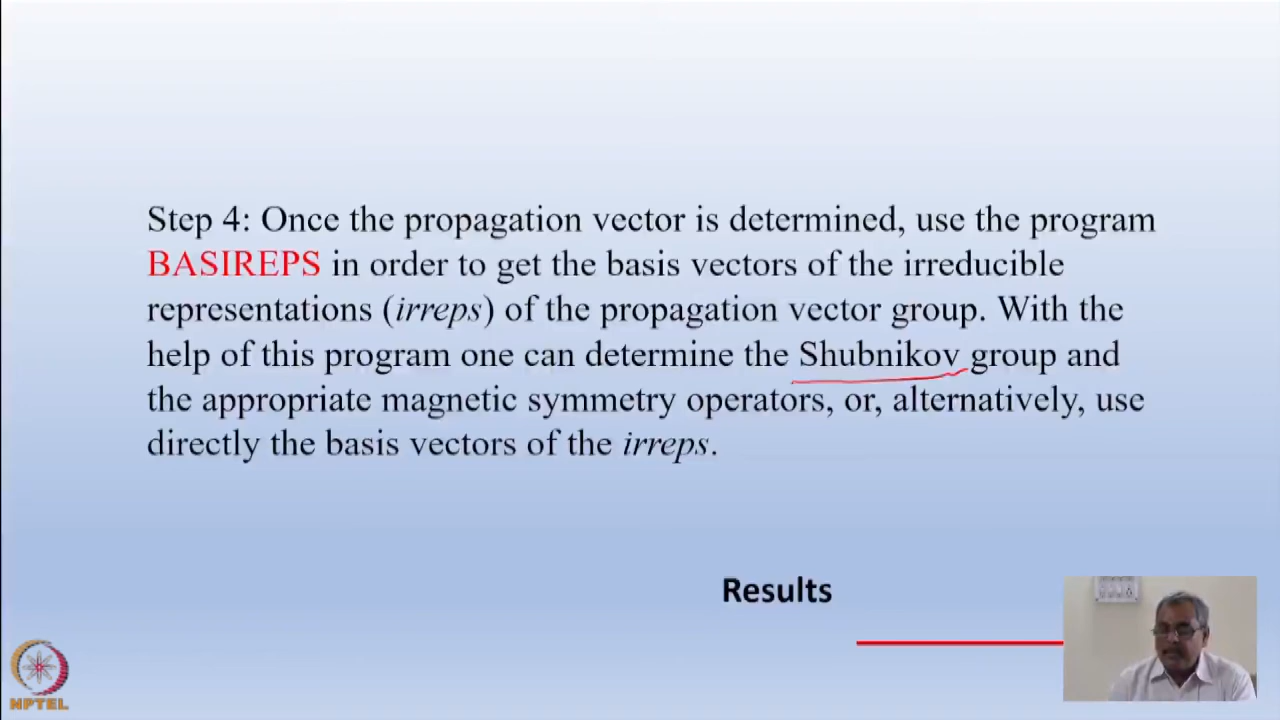 Step 4: Once the propagation vector is determined, use the program
BASIREPS in order to get the basis vectors of the irreducible
representations (irreps) of the propagation vector group. With the
help of this program one can determine the Shubnikov group and
the appropriate magnetic symmetry operators, or, alternatively, use
directly the basis vectors of the irreps.
Results
NPTEL